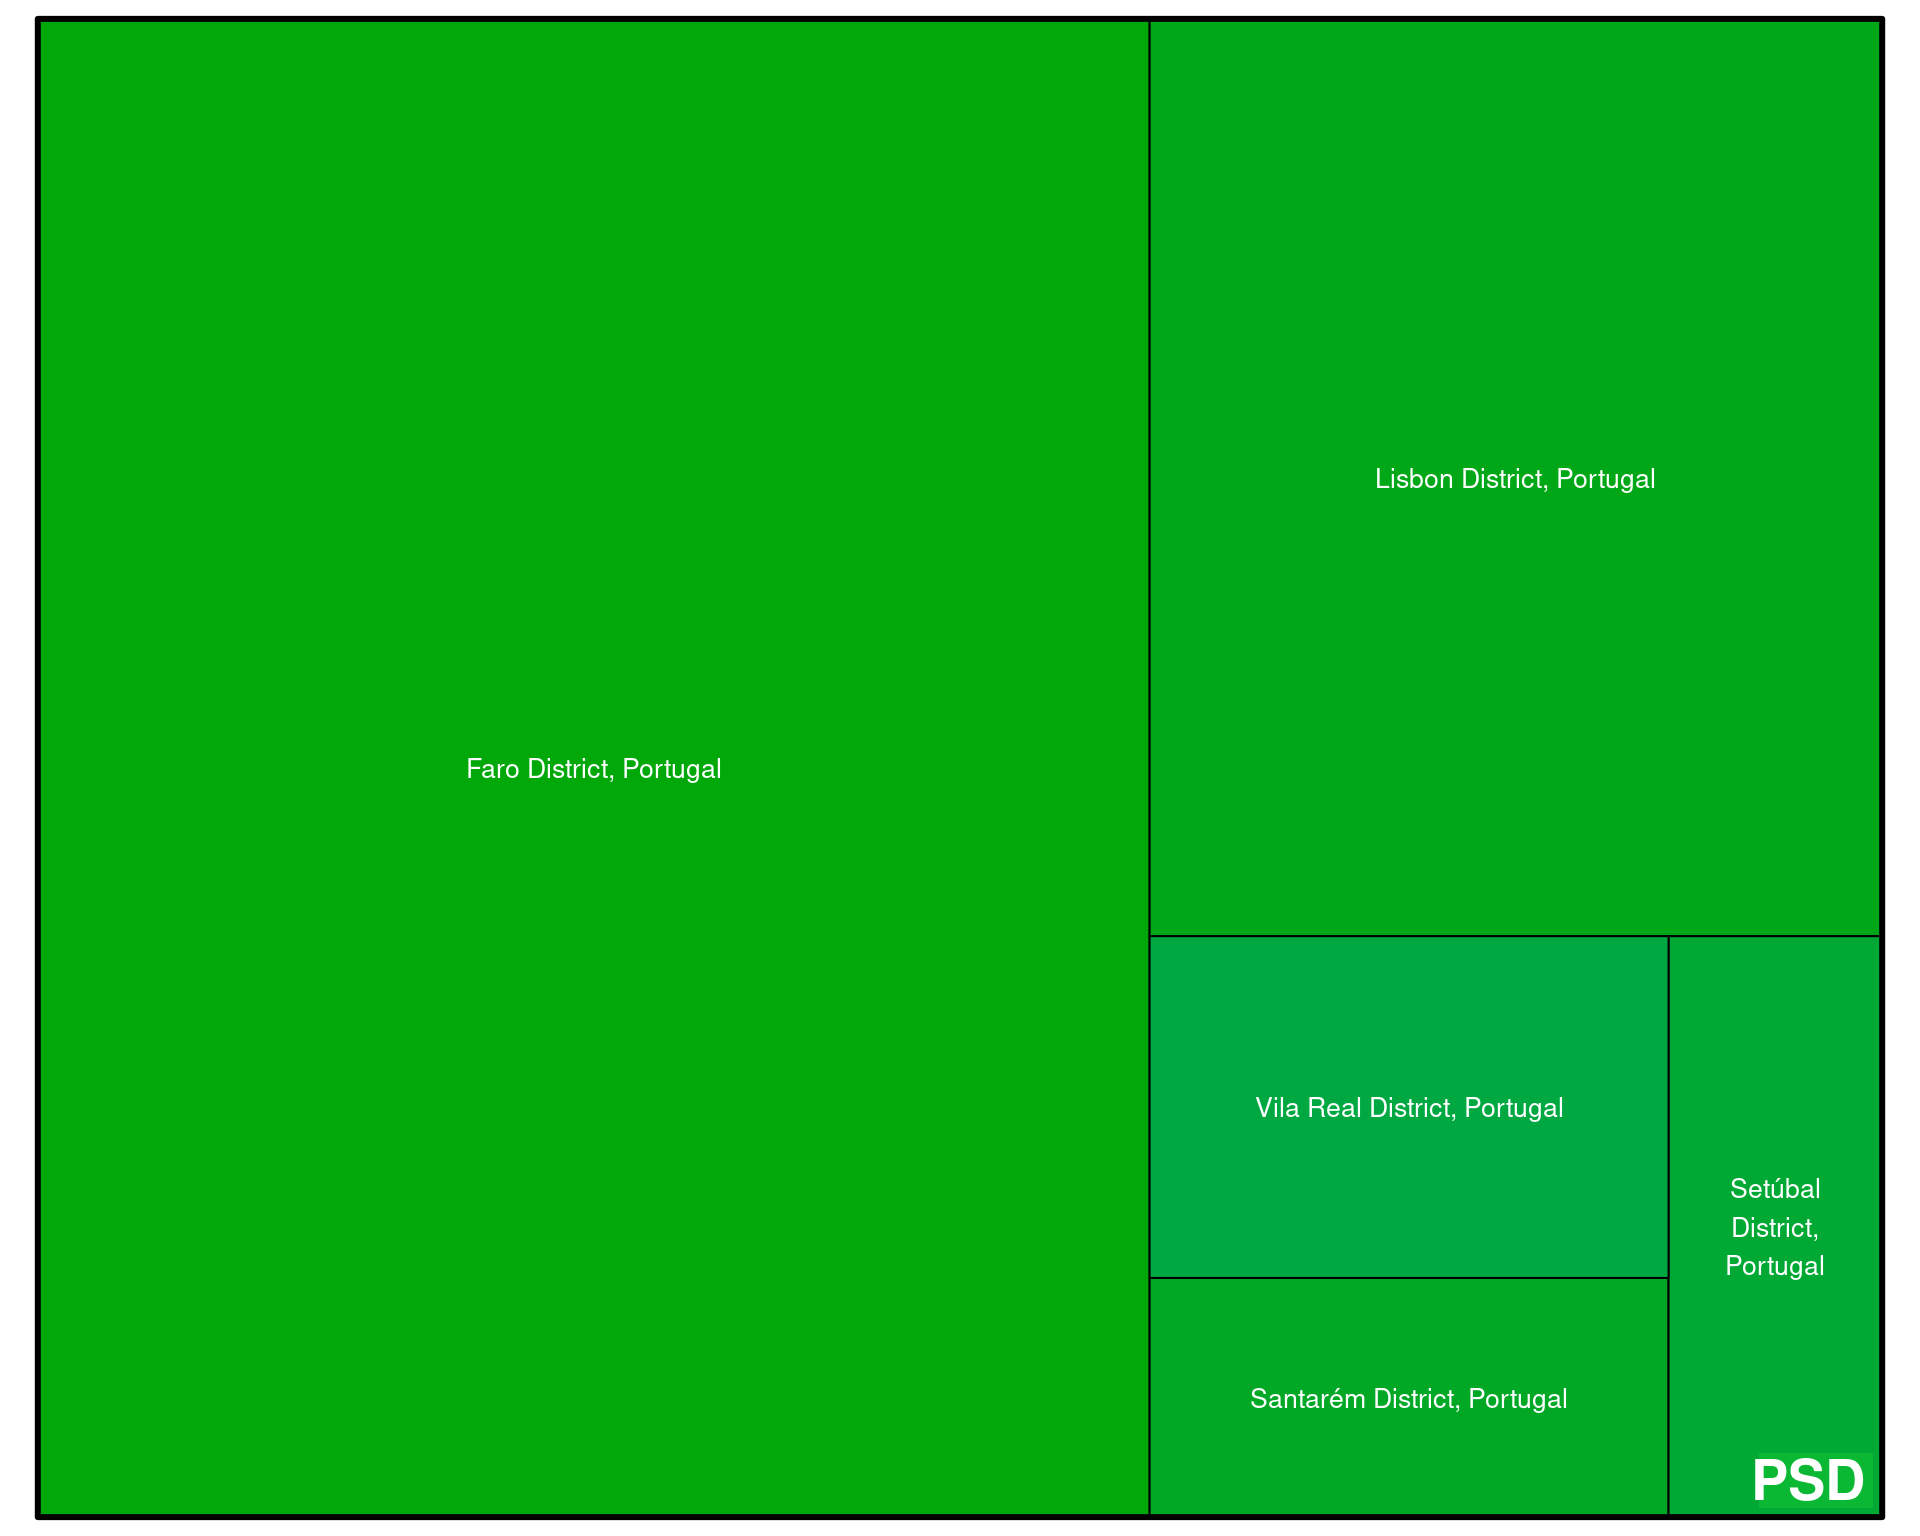 Faro District, Portugal
Lisbon District, Portugal
Vila Real District, Portugal
Setúbal
District,
Portugal
Santarém District, Portugal
PSD